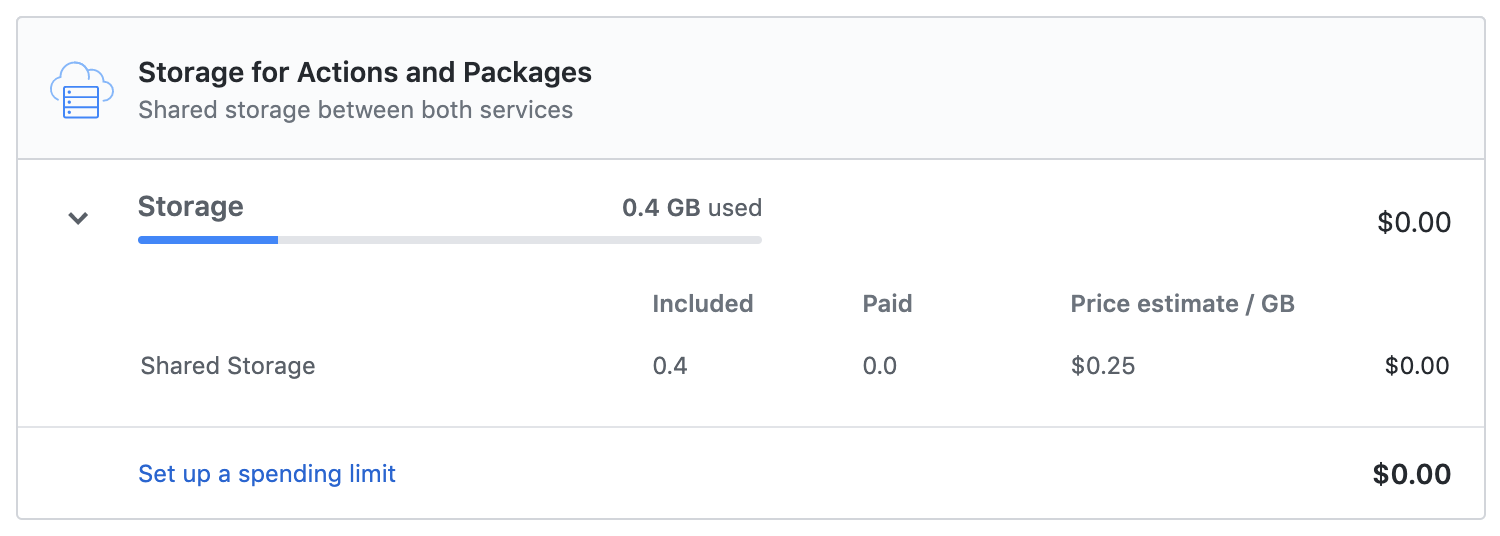 Storage for Actions and Packages
Shared storage between both services
Storage 0.4 GB used $0.00
Included Paid Price estimate / GB
Shared Storage 0.4 0.0 $0.25 $0.00
Set up a spending limit $0.00